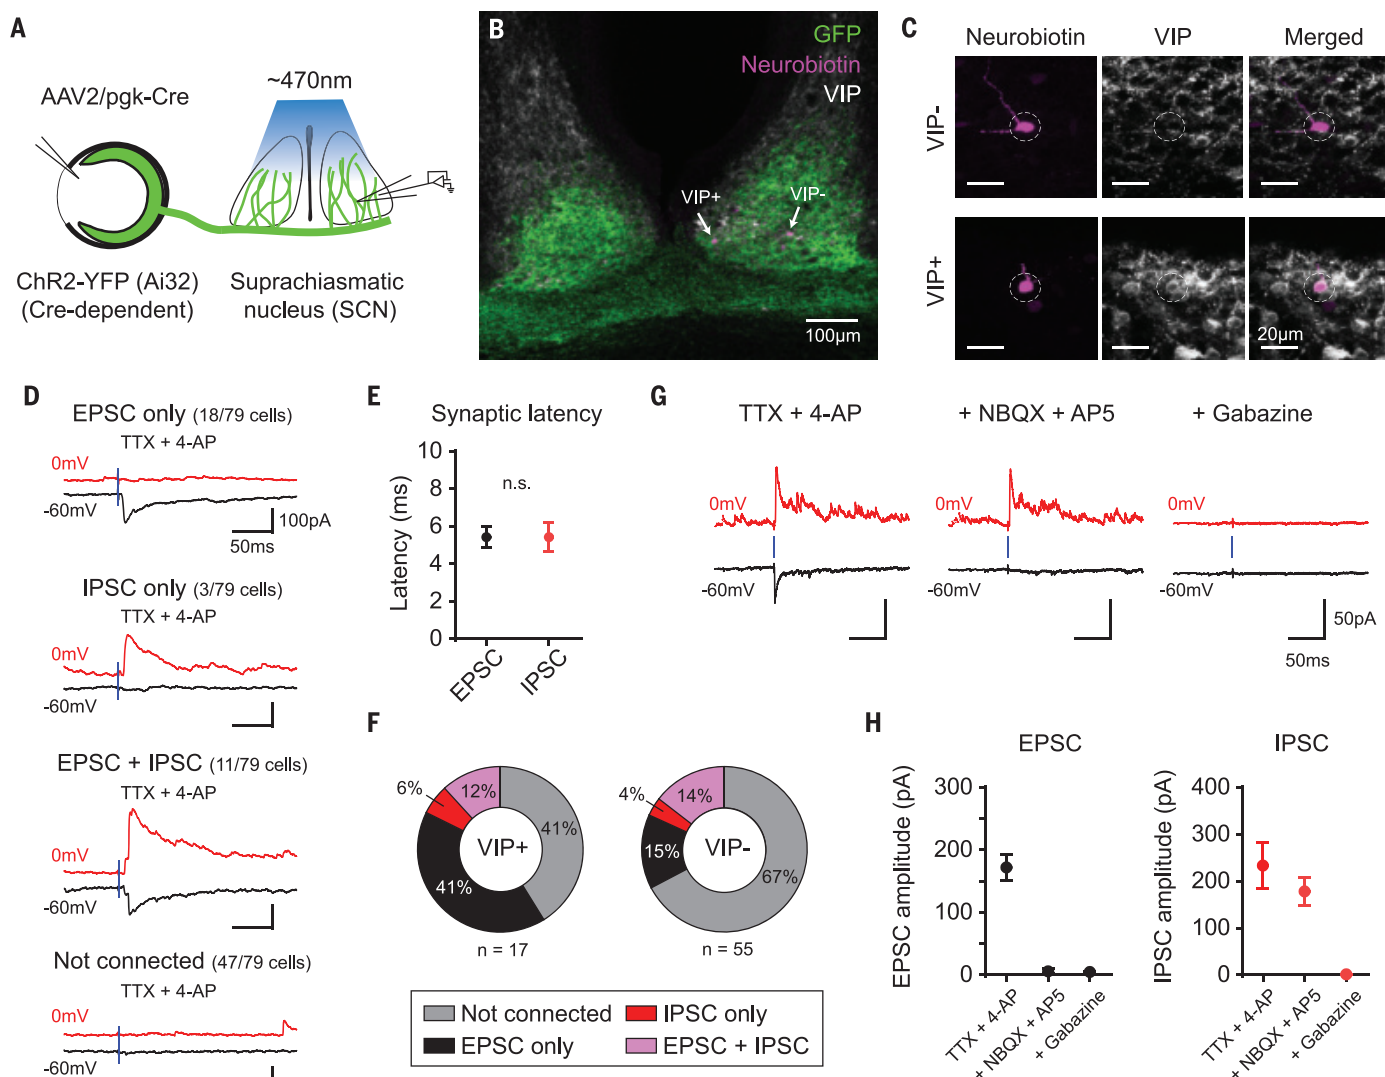 A
AAV2/pgk-Cre
~470nm
ChR2-YFP (Ai32)
(Cre-dependent)
Suprachiasmatic
nucleus (SCN)
B
GFP
Neurobiotin
VIP
VIP+
VIP-
100µm
C
Neurobiotin
VIP
Merged
VIP-
VIP+
20µm
D
EPSC only (18/79 cells)
TTX + 4-AP
0mV
-60mV
100pA
50ms
IPSC only (3/79 cells)
TTX + 4-AP
0mV
-60mV
EPSC + IPSC (11/79 cells)
TTX + 4-AP
0mV
-60mV
Not connected (47/79 cells)
TTX + 4-AP
0mV
-60mV
E
Synaptic latency
Latency (ms)
10
8
6
4
2
0
n.s.
EPSC
IPSC
F
6%
12%
41%
41%
VIP+
n = 17
4%
14%
15%
67%
VIP-
n = 55
Not connected
IPSC only
EPSC only
EPSC + IPSC
G
TTX + 4-AP
+ NBQX + AP5
+ Gabazine
0mV
-60mV
0mV
-60mV
0mV
-60mV
50pA
50ms
H
EPSC
EPSC amplitude (pA)
300
200
100
0
TTX + 4-AP
+ NBQX + AP5
+ Gabazine
IPSC
IPSC amplitude (pA)
400
300
200
100
0
TTX + 4-AP
+ NBQX + AP5
+ Gabazine